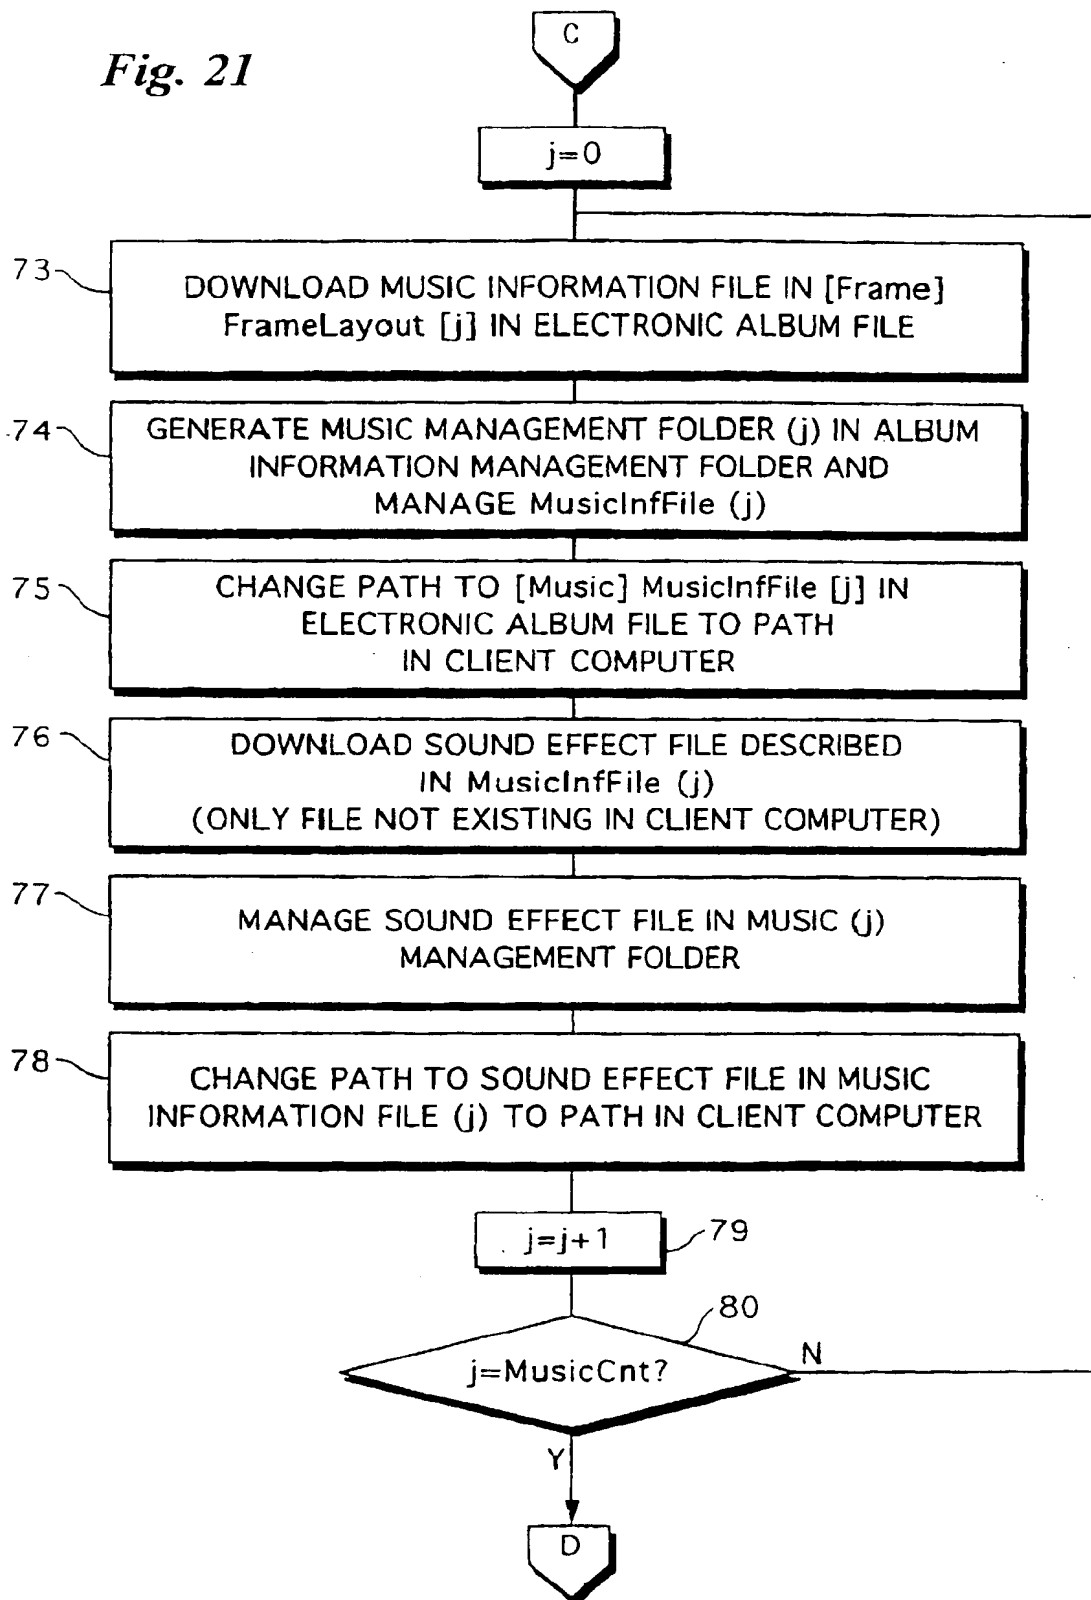 Fig. 21
C
j=0
73
DOWNLOAD MUSIC INFORMATION FILE IN [Frame]
FrameLayout [j] IN ELECTRONIC ALBUM FILE
74
GENERATE MUSIC MANAGEMENT FOLDER (j) IN ALBUM
INFORMATION MANAGEMENT FOLDER AND
MANAGE MusicInfFile (j)
75
CHANGE PATH TO [Music] MusicInfFile [j] IN
ELECTRONIC ALBUM FILE TO PATH
IN CLIENT COMPUTER
76
DOWNLOAD SOUND EFFECT FILE DESCRIBED
IN MusicInfFile (j)
(ONLY FILE NOT EXISTING IN CLIENT COMPUTER)
77
MANAGE SOUND EFFECT FILE IN MUSIC (j)
MANAGEMENT FOLDER
78
CHANGE PATH TO SOUND EFFECT FILE IN MUSIC
INFORMATION FILE (j) TO PATH IN CLIENT COMPUTER
j=j+1
79
80
j=MusicCnt?
N
Y
D